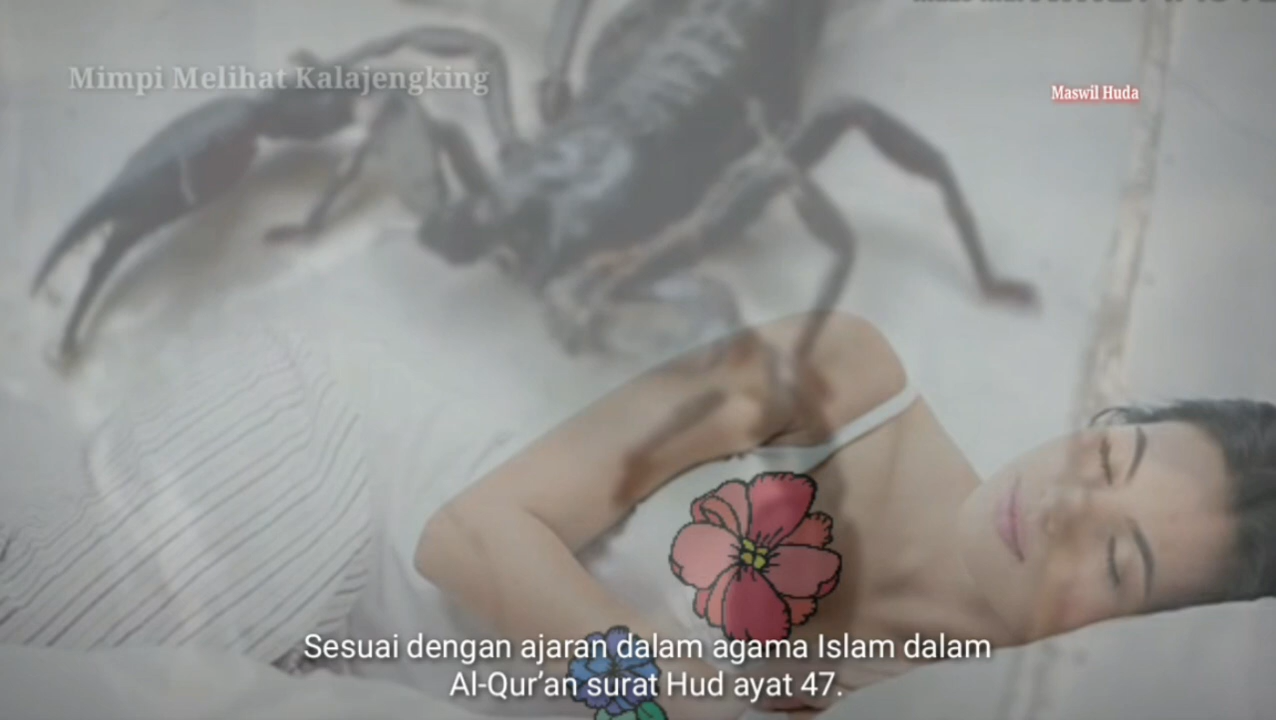 Mimpi Melihat Kalajengking
Maswil Huda
Sesuai dengan ajaran dalam agama Islam dalam
Al-Qur’an surat Hud ayat 47.